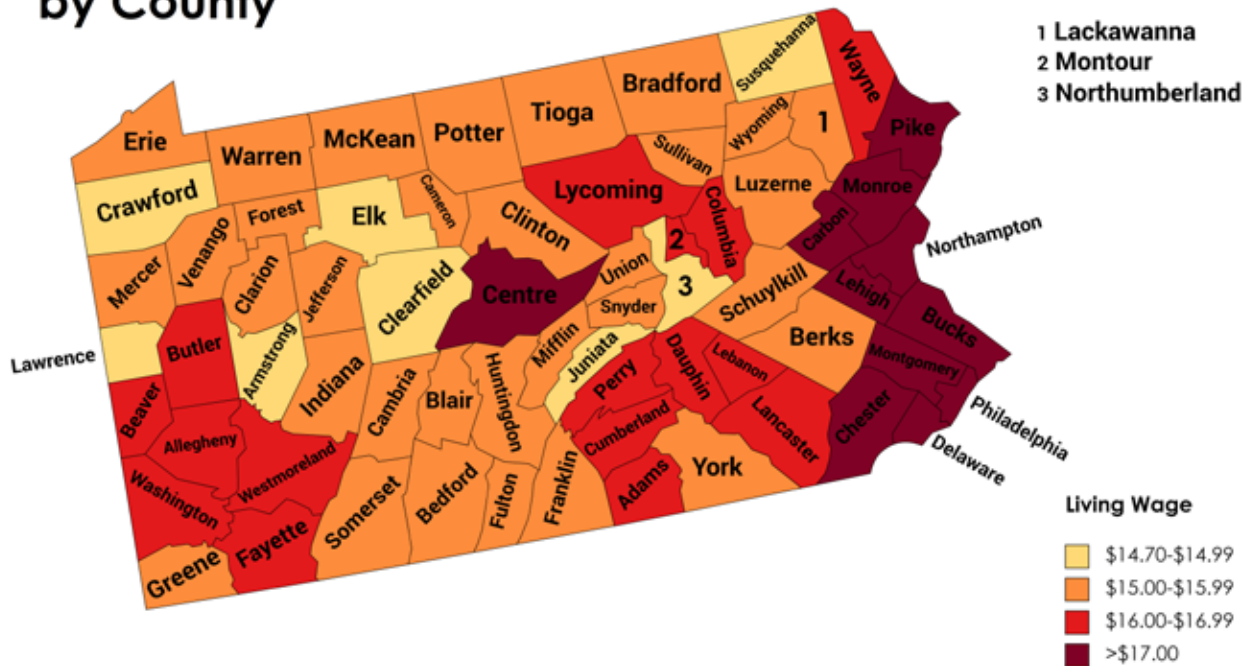 by County
1 Lackawanna
2 Montour
3 Northumberland
Susquehanna
Wayne
Bradford
Tioga
Potter
McKean
Warren
Erie
Wyoming
1
Pike
Sullivan
Luzerne
Monroe
Lycoming
Cameron
Crawford
Forest
Elk
Clinton
Columbia
Carbon
Northampton
Venango
2
Mercer
Clarion
Jefferson
Clearfield
Centre
Union
3
Schuylkill
Lehigh
Snyder
Bucks
Lawrence
Butler
Armstrong
Mifflin
Juniata
Berks
Montgomery
Indiana
Cambria
Blair
Huntingdon
Perry
Dauphin
Lebanon
Beaver
Allegheny
Cumberland
Lancaster
Chester
Philadelphia
Delaware
Westmoreland
Washington
Somerset
Bedford
Fulton
Franklin
Adams
York
Fayette
Greene
Living Wage
$14.70-$14.99
$15.00-$15.99
$16.00-$16.99
>$17.00